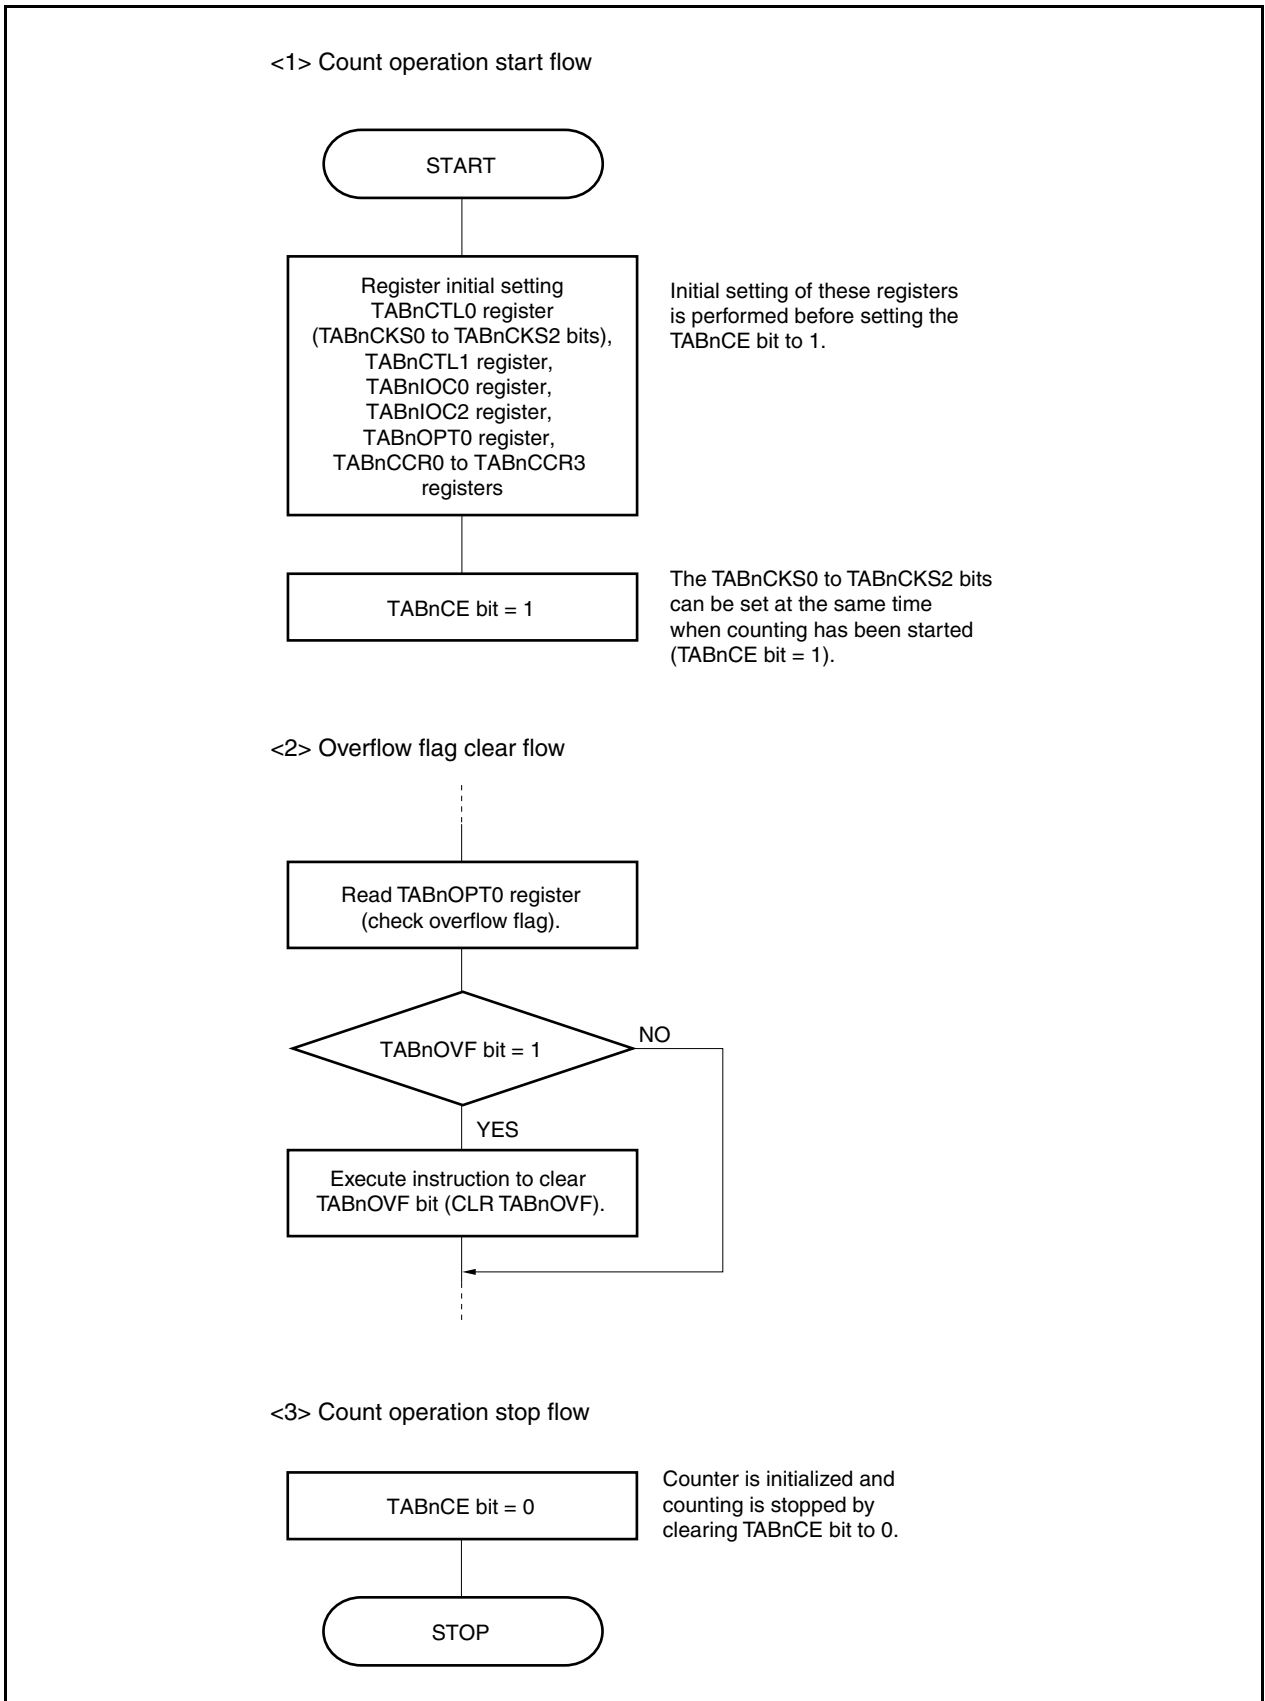 <1> Count operation start flow
START
Register initial setting
TABnCTL0 register
(TABnCKS0 to TABnCKS2 bits),
TABnCTL1 register,
TABnIOC0 register,
TABnIOC2 register,
TABnOPT0 register,
TABnCCR0 to TABnCCR3
registers
Initial setting of these registers
is performed before setting the
TABnCE bit to 1.
TABnCE bit = 1
The TABnCKS0 to TABnCKS2 bits
can be set at the same time
when counting has been started
(TABnCE bit = 1).
<2> Overflow flag clear flow
Read TABnOPT0 register
(check overflow flag).
TABnOVF bit = 1
NO
YES
Execute instruction to clear
TABnOVF bit (CLR TABnOVF).
<3> Count operation stop flow
TABnCE bit = 0
Counter is initialized and
counting is stopped by
clearing TABnCE bit to 0.
STOP